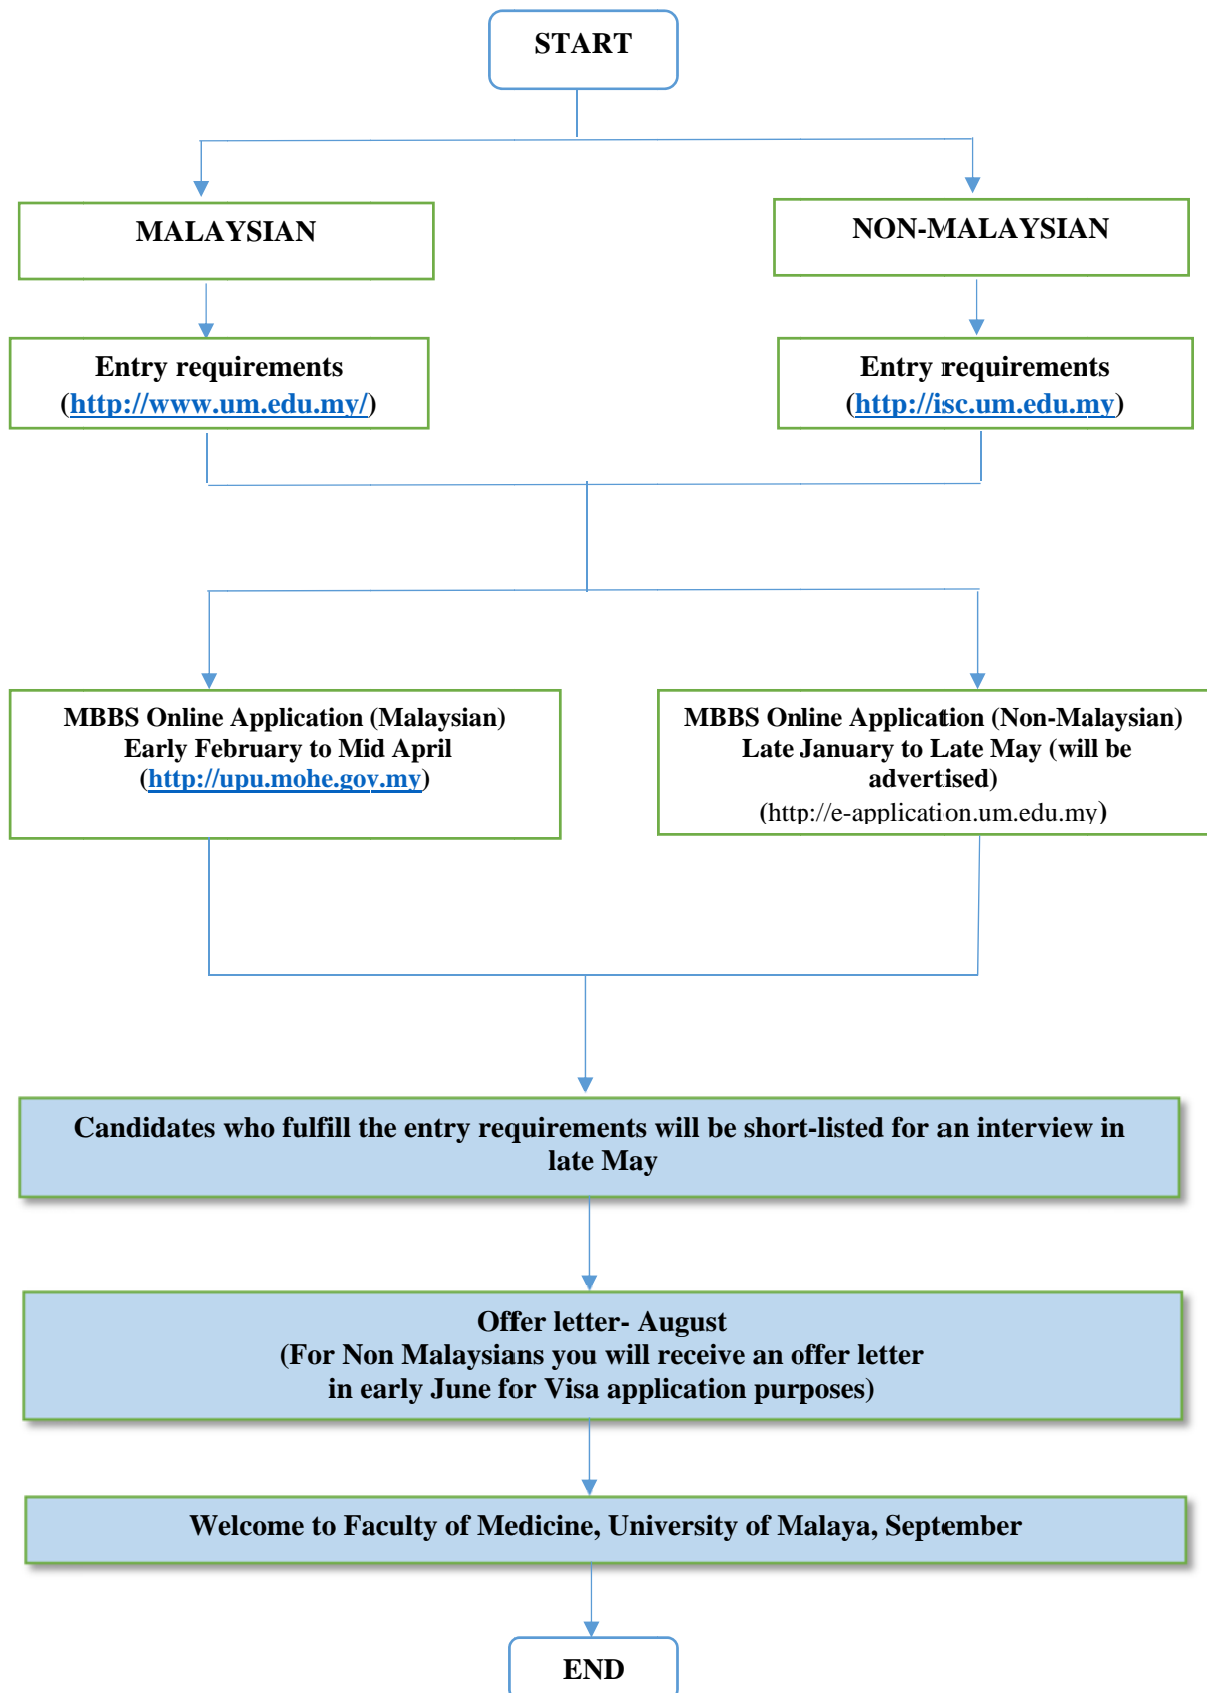 START
MALAYSIAN
NON-MALAYSIAN
Entry requirements
(http://www.um.edu.my/)
Entry requirements
(http://isc.um.edu.my)
MBBS Online Application (Malaysian)
Early February to Mid April
(http://upu.mohe.gov.my)
MBBS Online Application (Non-Malaysian)
Late January to Late May (will be
advertised)
(http://e-application.um.edu.my)
Candidates who fulfill the entry requirements will be short-listed for an interview in
late May
Offer letter- August
(For Non Malaysians you will receive an offer letter
in early June for Visa application purposes)
Welcome to Faculty of Medicine, University of Malaya, September
END